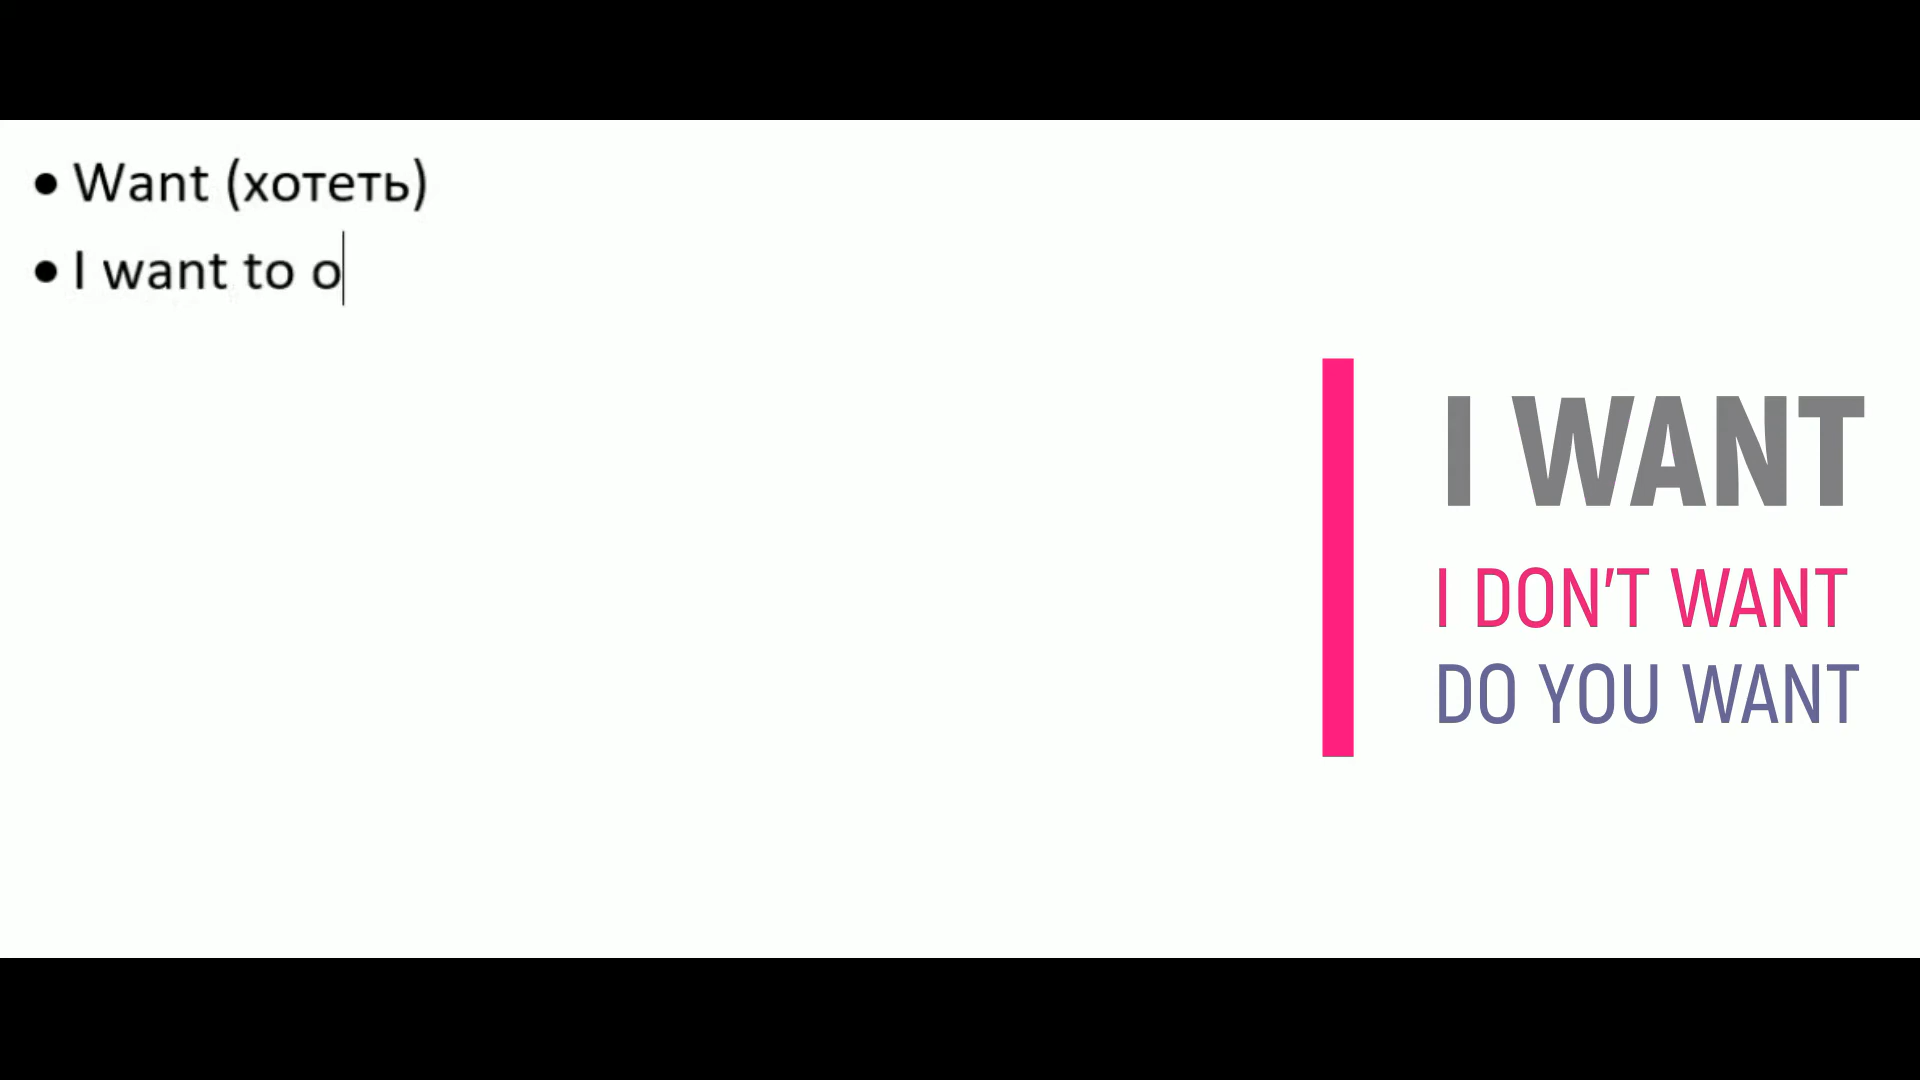 • Want (хотеть)
• I want to o
I WANT
I DON'T WANT
DO YOU WANT